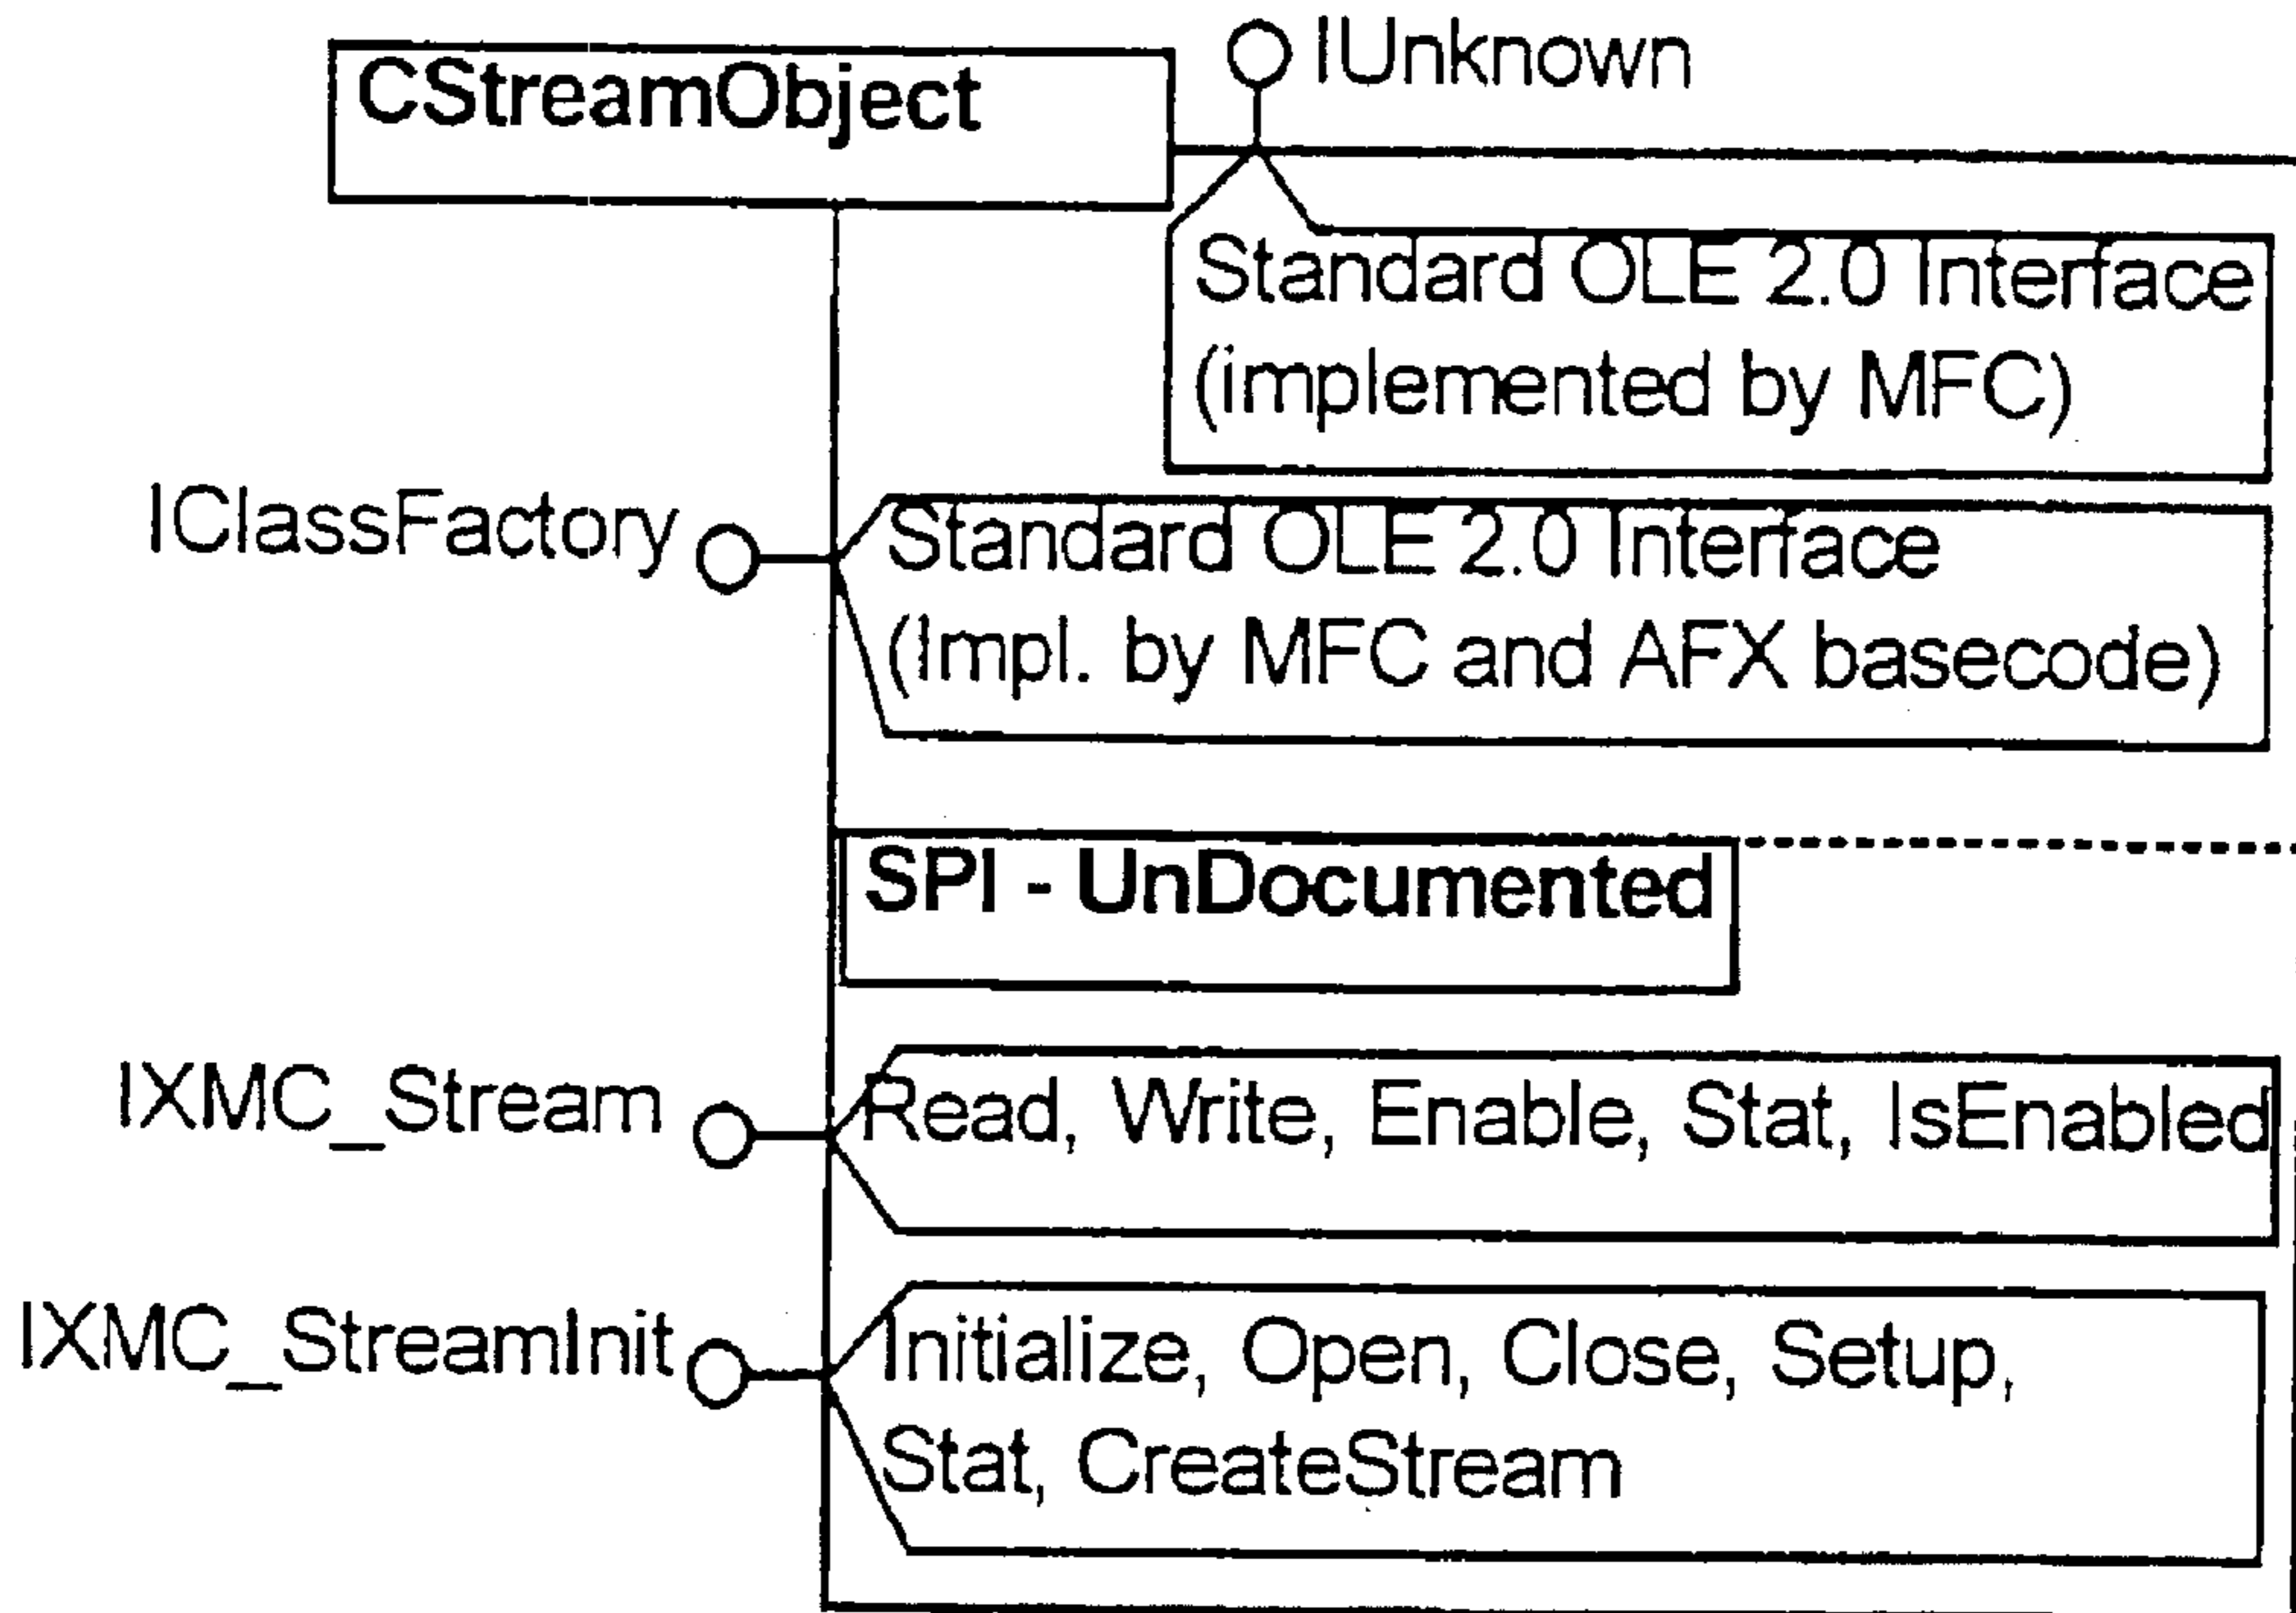 CStreamObject
IUnknown
Standard OLE 2.0 Interface
(implemented by MFC)
IClassFactory
Standard OLE 2.0 Interface
(Impl. by MFC and AFX basecode)
SPI - UnDocumented
IXMC_Stream
Read, Write, Enable, Stat, IsEnabled
IXMC_StreamInit
Initialize, Open, Close, Setup,
Stat, CreateStream